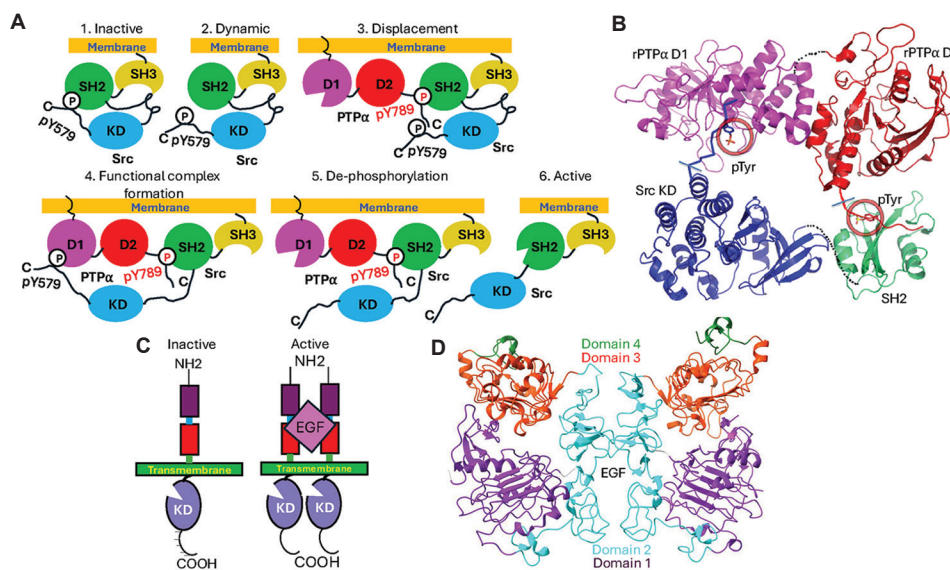 A
1. Inactive
Membrane
SH2
SH3
P
pY579
KD
Src
2. Dynamic
Membrane
SH2
SH3
P
C
pY579
KD
Src
3. Displacement
Membrane
D1
D2
SH2
SH3
P
PTPα
pY789
C
P
C
pY579
KD
Src
4. Functional complex
formation
Membrane
D1
D2
SH2
SH3
P
P
C
pY579
PTPα
pY789
Src
C
KD
5. De-phosphorylation
Membrane
D1
D2
SH2
SH3
P
PTPα
pY789
C
Src
KD
C
6. Active
Membrane
SH3
SH2
KD
Src
C
B
rPTPα D1
rPTPα D
pTyr
Src KD
pTyr
SH2
C
Inactive
NH2
Transmembrane
KD
COOH
Active
NH2
EGF
Transmembrane
KD
KD
COOH
D
Domain 4
Domain 3
EGF
Domain 2
Domain 1